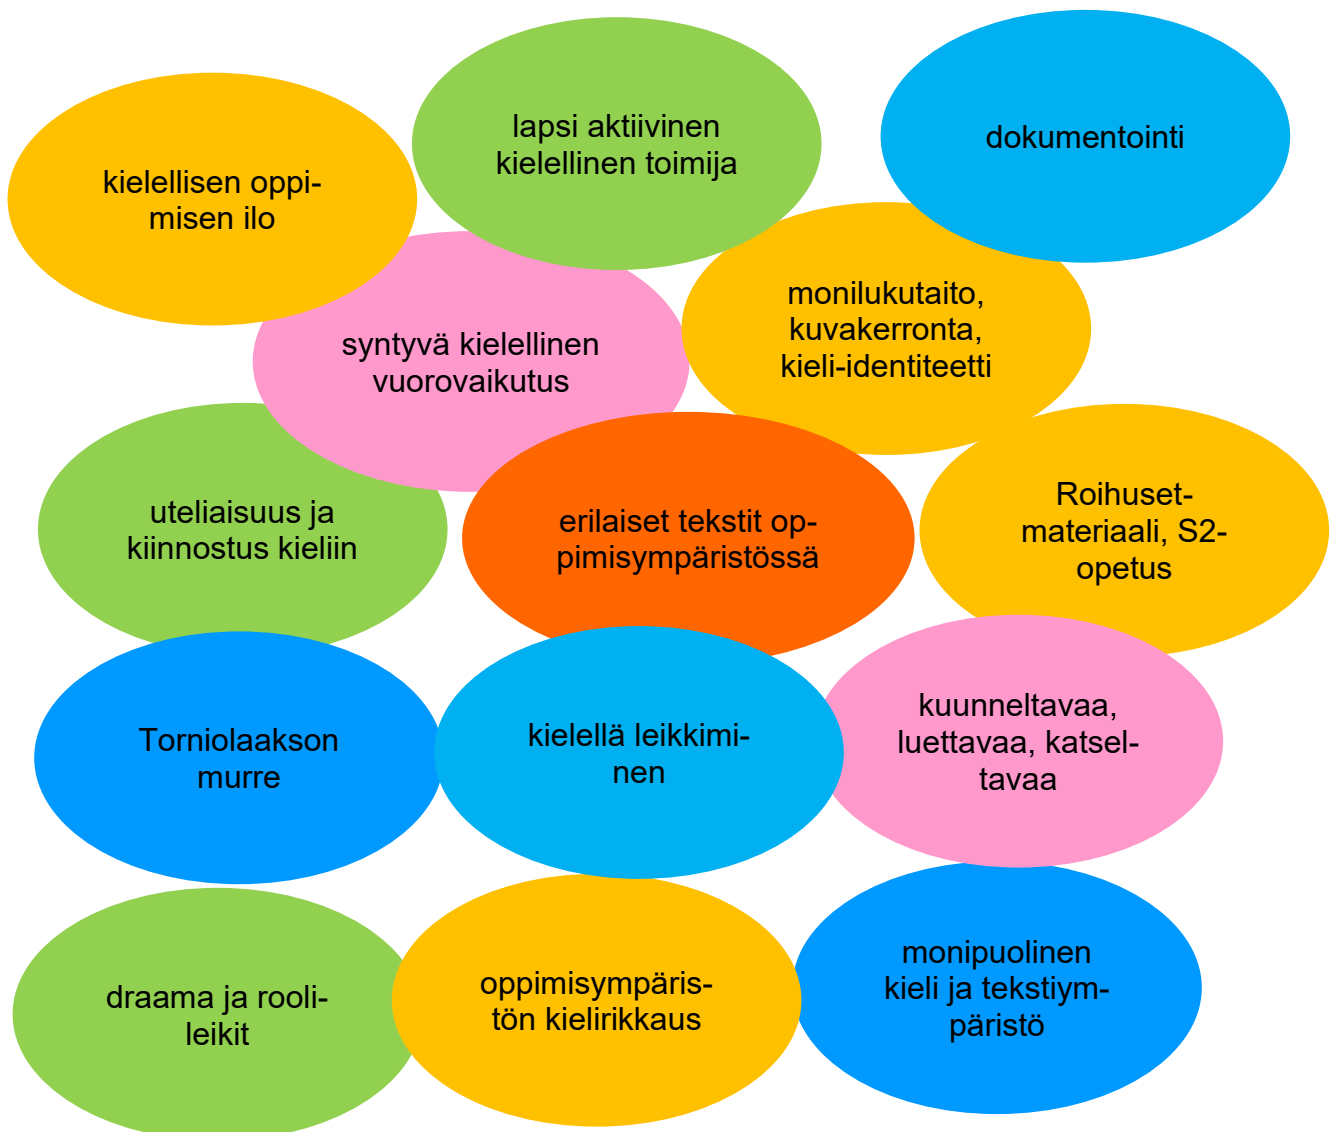 lapsi aktiivinen
kielellinen toimija
dokumentointi
kielellisen oppi-
misen ilo
monilukutaito,
kuvakerronta,
kieli-identiteetti
syntyvä kielellinen
vuorovaikutus
uteliaisuus ja
kiinnostus kieliin
erilaiset tekstit op-
pimisympäristössä
Roihuset-
materiaali, S2-
opetus
Torniolaakson
murre
kielellä leikkimi-
nen
kuunneltavaa,
luettavaa, katsel-
tavaa
draama ja rooli-
leikit
oppimisympäris-
tön kielirikkaus
monipuolinen
kieli ja tekstiym-
päristö